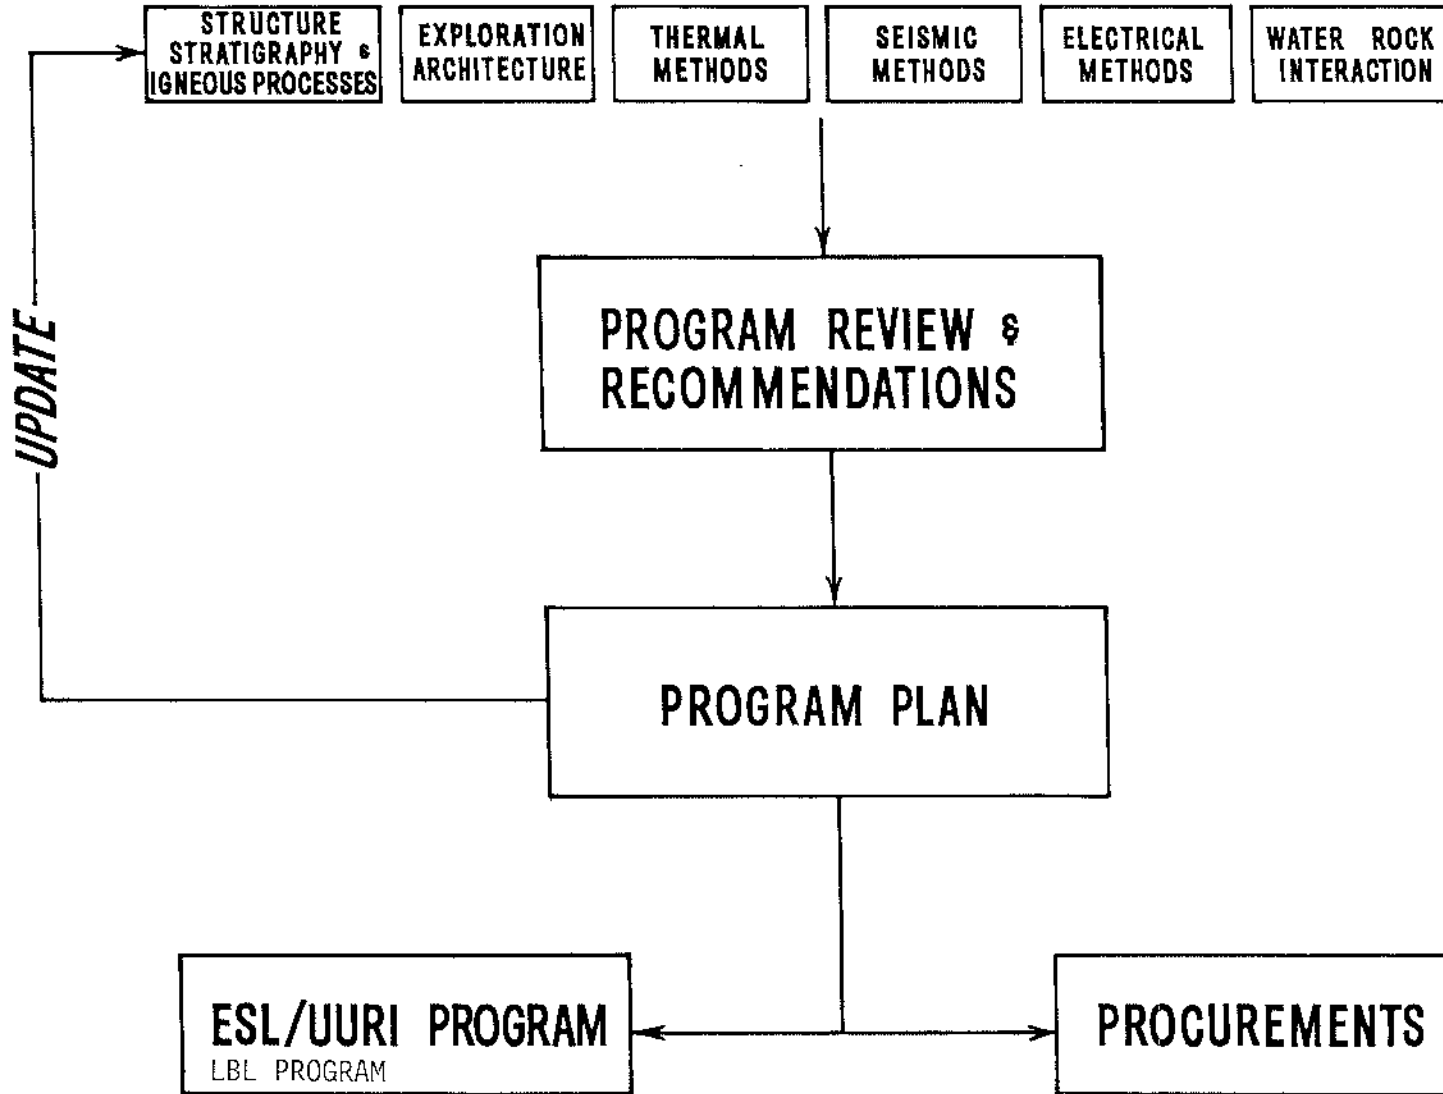 STRUCTURE
STRATIGRAPHY &
IGNEOUS PROCESSES
EXPLORATION
ARCHITECTURE
THERMAL
METHODS
SEISMIC
METHODS
ELECTRICAL
METHODS
WATER ROCK
INTERACTION
UPDATE
PROGRAM REVIEW &
RECOMMENDATIONS
PROGRAM PLAN
ESL/UURI PROGRAM
LBL PROGRAM
PROCUREMENTS